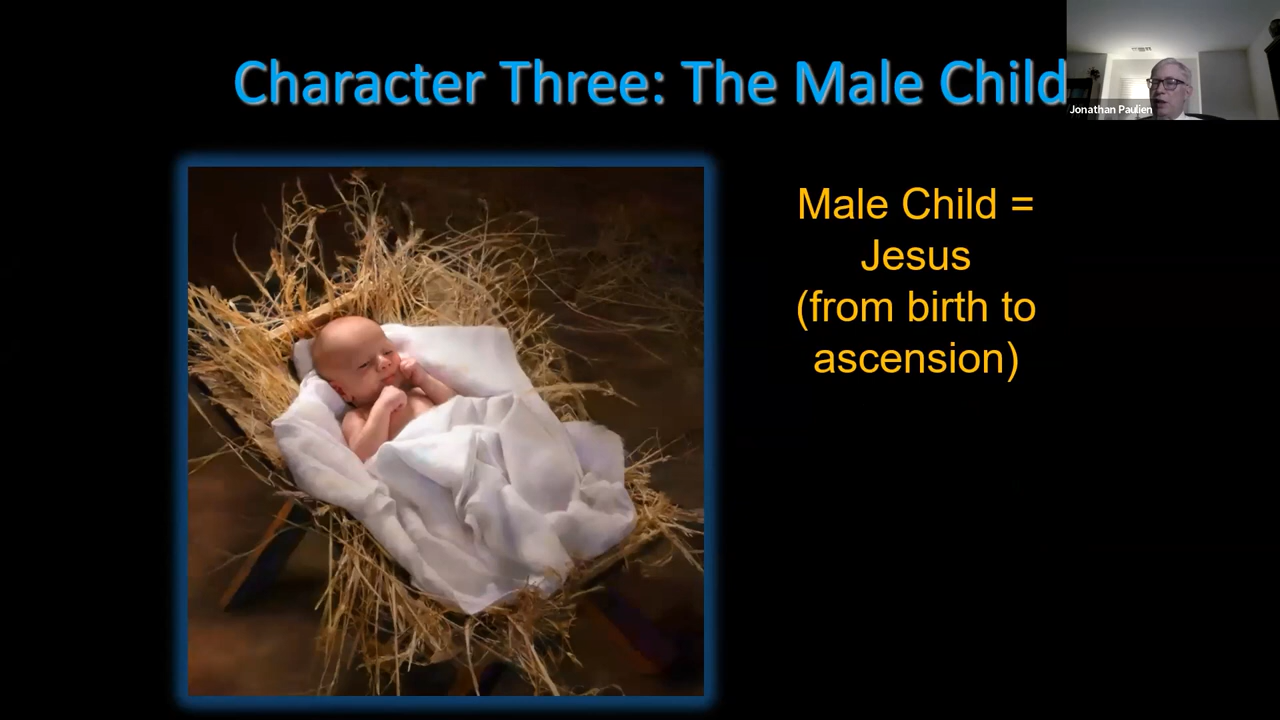 Character Three: The Male Child
Jonathan Paulien
Male Child =
Jesus
(from birth to
ascension)